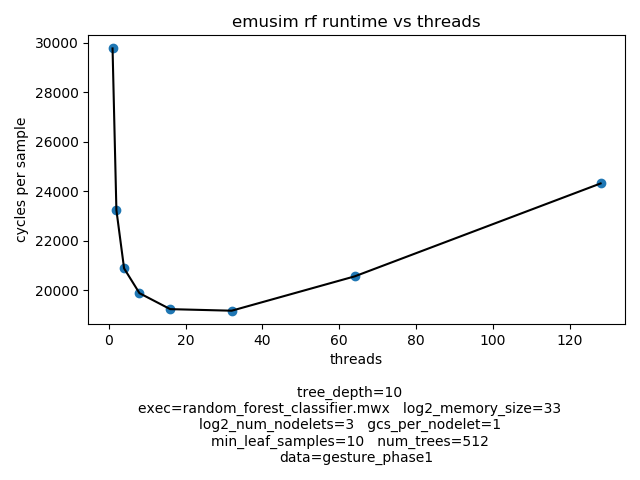 emusim rf runtime vs threads
30000
28000
26000
24000
22000
20000
cycles per sample
0 20 40 60 80 100 120
threads
tree_depth=10
exec=random_forest_classifier.mwx log2_memory_size=33
log2_num_nodelets=3 gcs_per_nodelet=1
min_leaf_samples=10 num_trees=512
data=gesture_phase1